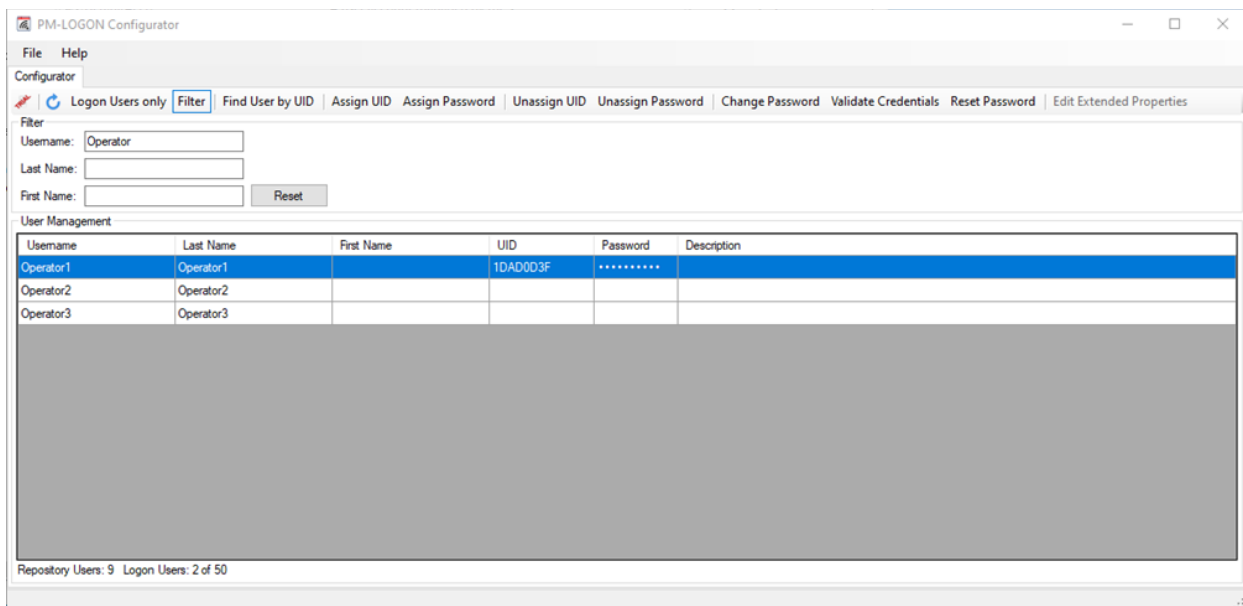 PM-LOGON Configurator
File Help
Configurator
Logon Users only Filter Find User by UID Assign UID Assign Password Unassign UID Unassign Password Change Password Validate Credentials Reset Password Edit Extended Properties
Filter
Username: Operator
Last Name:
First Name: Reset
User Management
Username Last Name First Name UID Password Description
Operator1 Operator1 1DAD0D3F ••••••••••
Operator2 Operator2
Operator3 Operator3
Repository Users: 9 Logon Users: 2 of 50